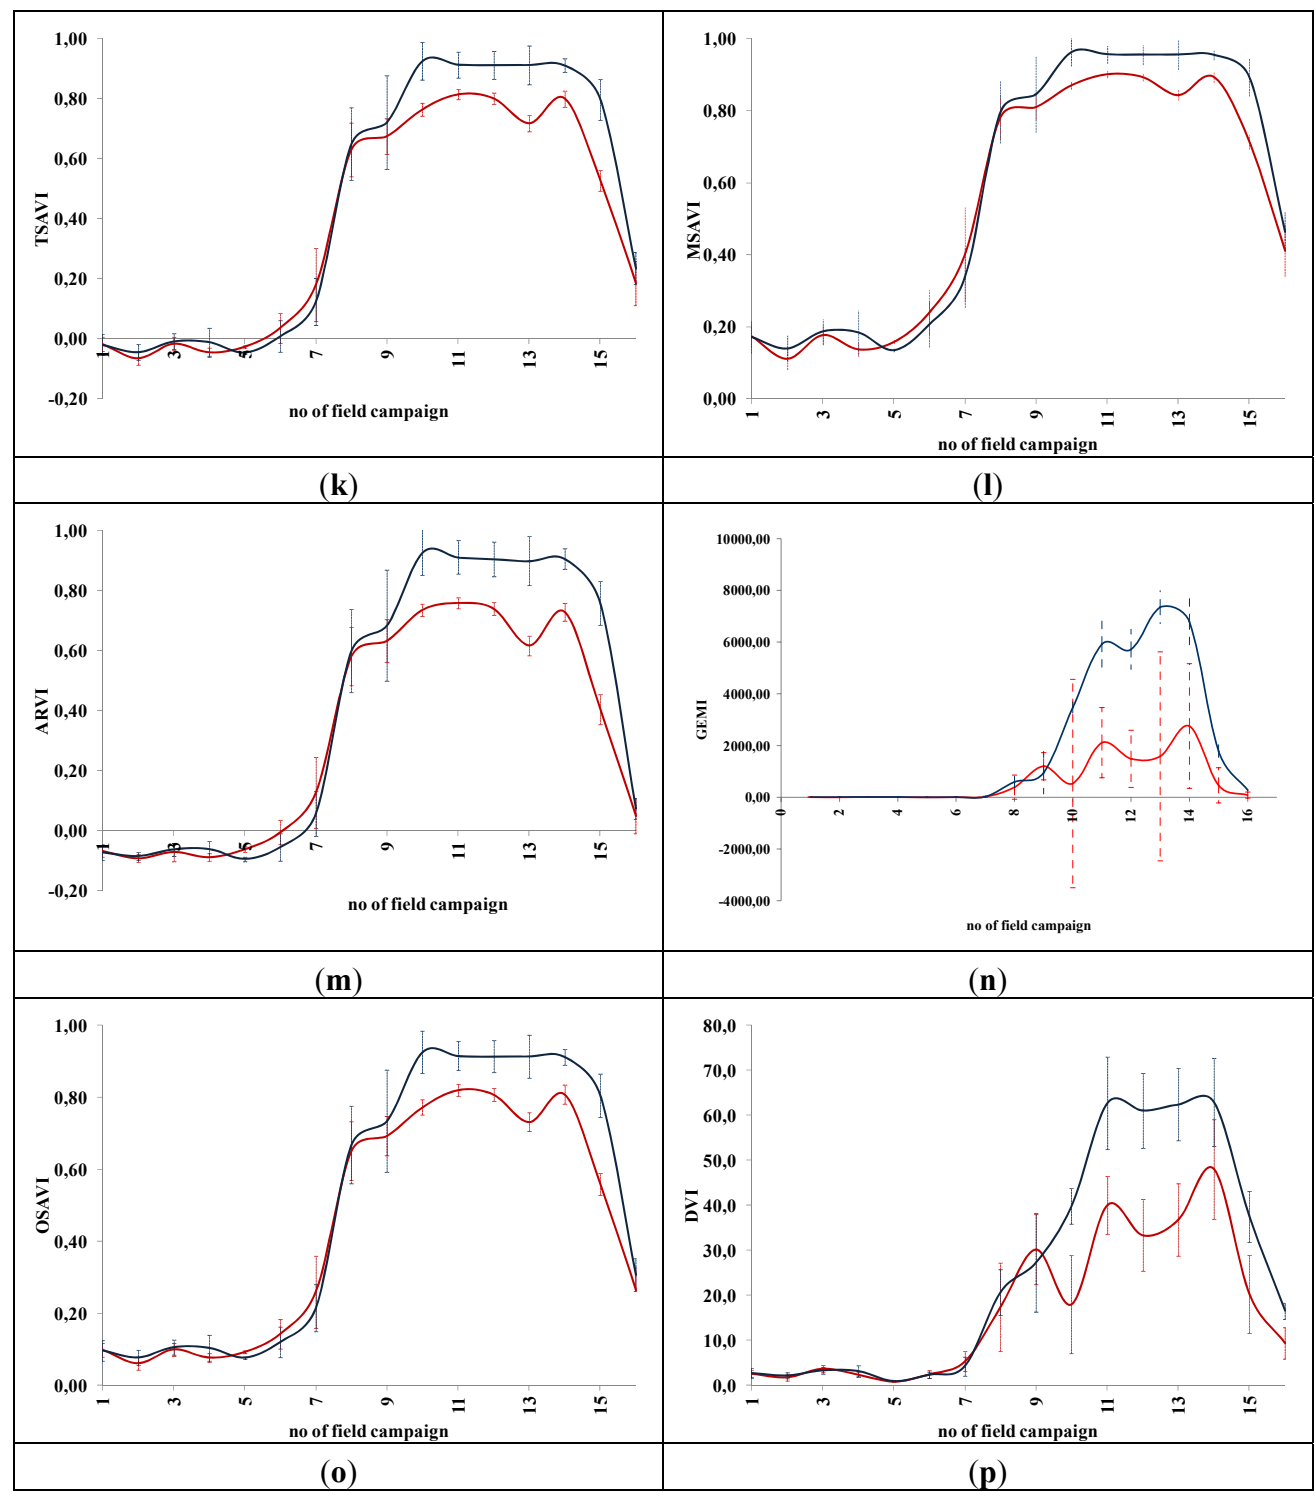 1,00
0,80
0,60
0,40
0,20
0,00
-0,20
TSAVI
1 3 5 7 9 11 13 15
no of field campaign
(k)
1,00
0,80
0,60
0,40
0,20
0,00
MSAVI
1 3 5 7 9 11 13 15
no of field campaign
(l)
1,00
0,80
0,60
0,40
0,20
0,00
-0,20
ARVI
1 3 5 7 9 11 13 15
no of field campaign
(m)
10000,00
8000,00
6000,00
4000,00
2000,00
0,00
-2000,00
-4000,00
GEMI
0 2 4 6 8 10 12 14 16
no of field campaign
(n)
1,00
0,80
0,60
0,40
0,20
0,00
OSAVI
1 3 5 7 9 11 13 15
no of field campaign
(o)
80,0
70,0
60,0
50,0
40,0
30,0
20,0
10,0
0,0
DVI
1 3 5 7 9 11 13 15
no of field campaign
(p)